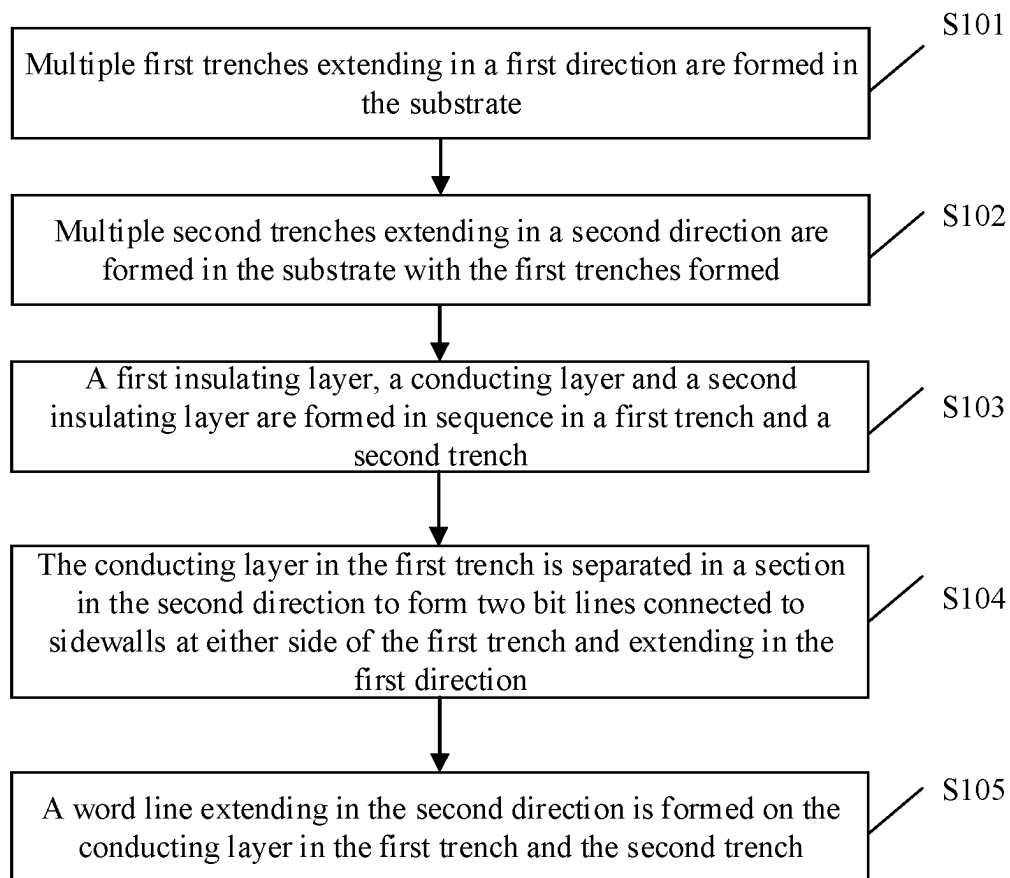 S101
Multiple first trenches extending in a first direction are formed in
the substrate
S102
Multiple second trenches extending in a second direction are
formed in the substrate with the first trenches formed
A first insulating layer, a conducting layer and a second
S103
insulating layer are formed in sequence in a first trench and a
second trench
The conducting layer in the first trench is separated in a section
S104
in the second direction to form two bit lines connected to
sidewalls at either side of the first trench and extending in the
first direction
S105
A word line extending in the second direction is formed on the
conducting layer in the first trench and the second trench